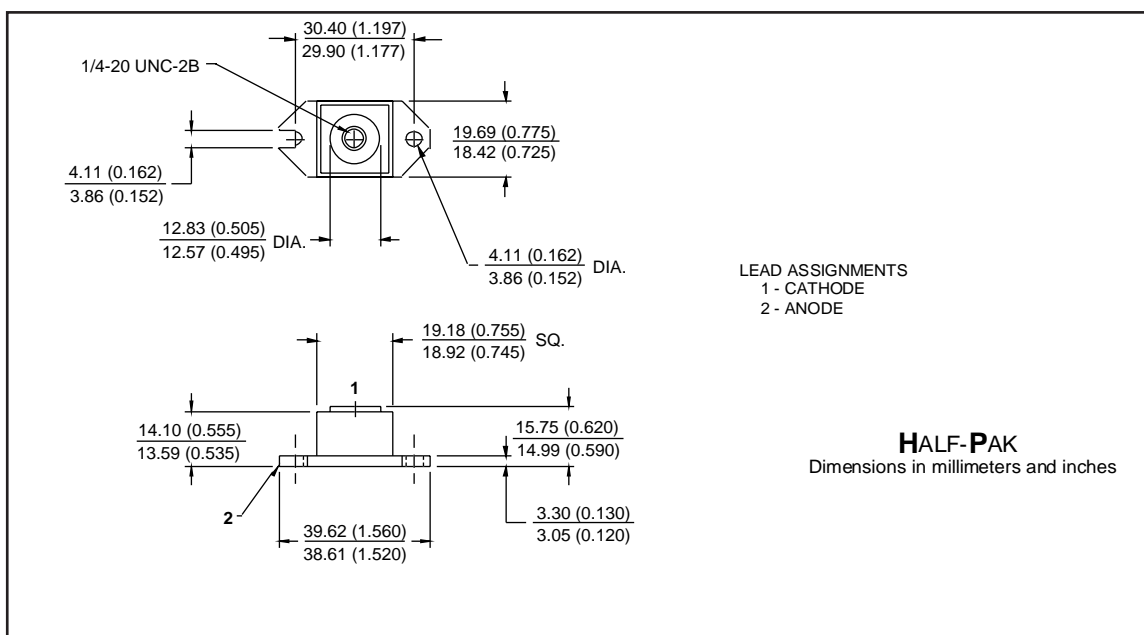 30.40 (1.197)
29.90 (1.177)
1/4-20 UNC-2B
19.69 (0.775)
18.42 (0.725)
4.11 (0.162)
3.86 (0.152)
12.83 (0.505)
12.57 (0.495)
DIA.
4.11 (0.162)
3.86 (0.152)
DIA.
LEAD ASSIGNMENTS
1 - CATHODE
2 - ANODE
19.18 (0.755)
18.92 (0.745)
SQ.
1
14.10 (0.555)
13.59 (0.535)
15.75 (0.620)
14.99 (0.590)
HALF-PAK
Dimensions in millimeters and inches
2
39.62 (1.560)
38.61 (1.520)
3.30 (0.130)
3.05 (0.120)